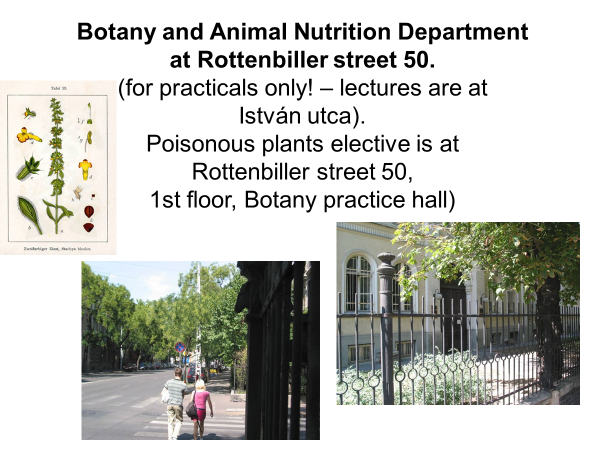 Botany and Animal Nutrition Department
at Rottenbiller street 50.
(for practicals only! – lectures are at
István utca).
Poisonous plants elective is at
Rottenbiller street 50,
1st floor, Botany practice hall)